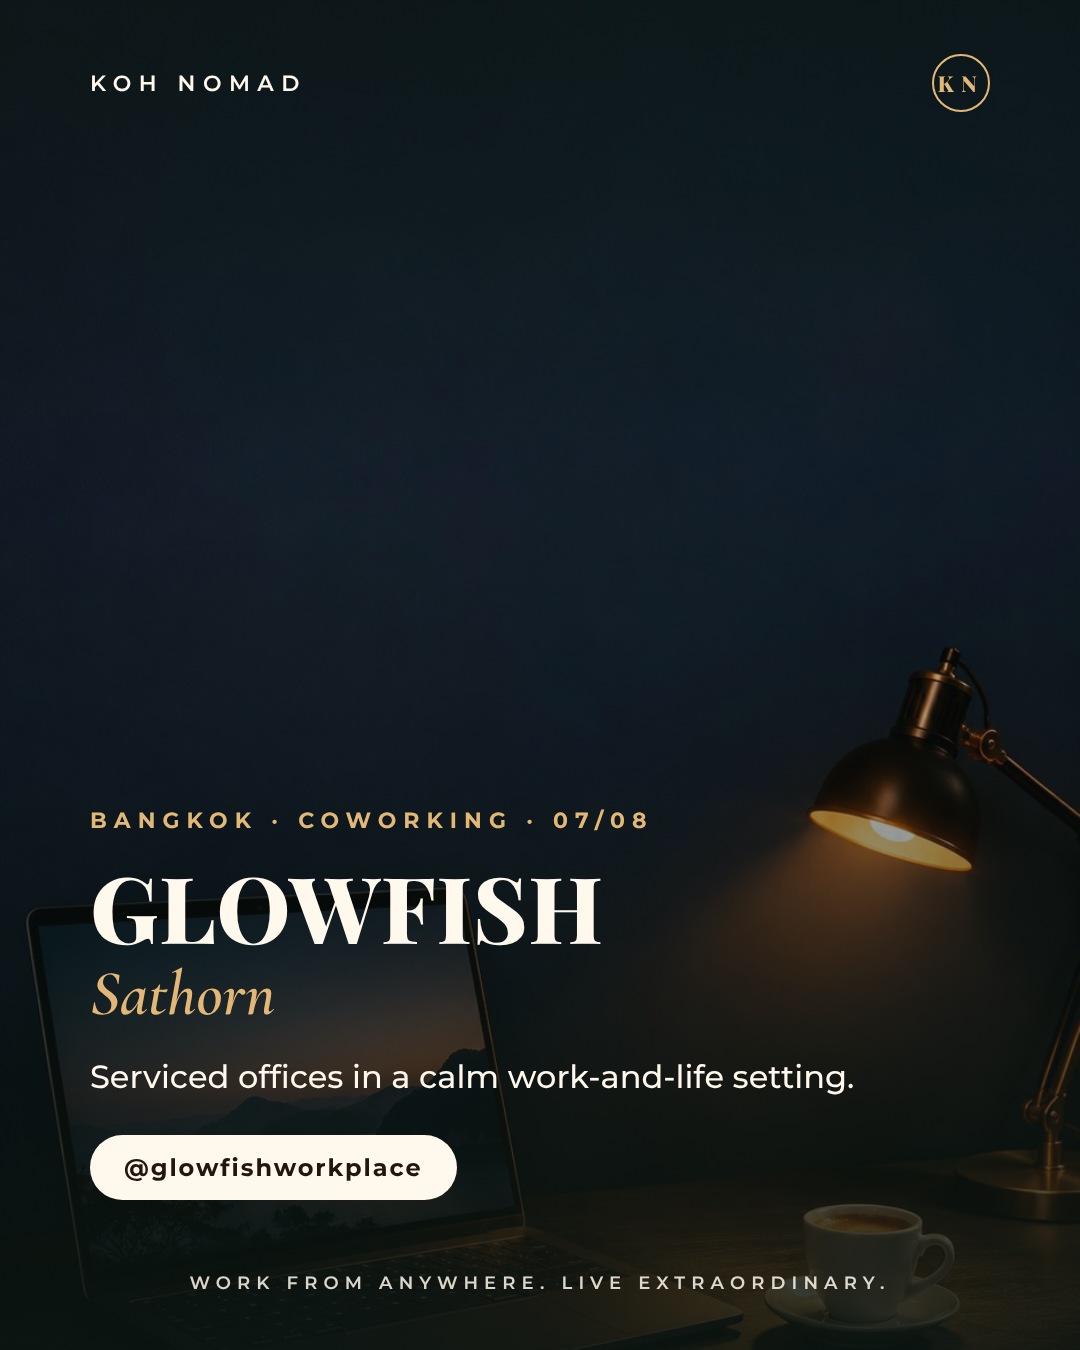 KOH NOMAD
KN
BANGKOK · COWORKING · 07/08
GLOWFISH
Sathorn
Serviced offices in a calm work-and-life setting.
@glowfishworkplace
WORK FROM ANYWHERE. LIVE EXTRAORDINARY.